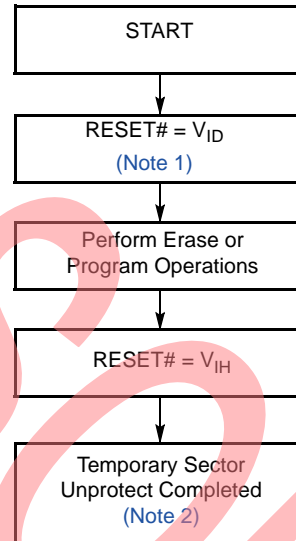 START
RESET# = VID
(Note 1)
Perform Erase or
Program Operations
RESET# = VIH
Temporary Sector
Unprotect Completed
(Note 2)